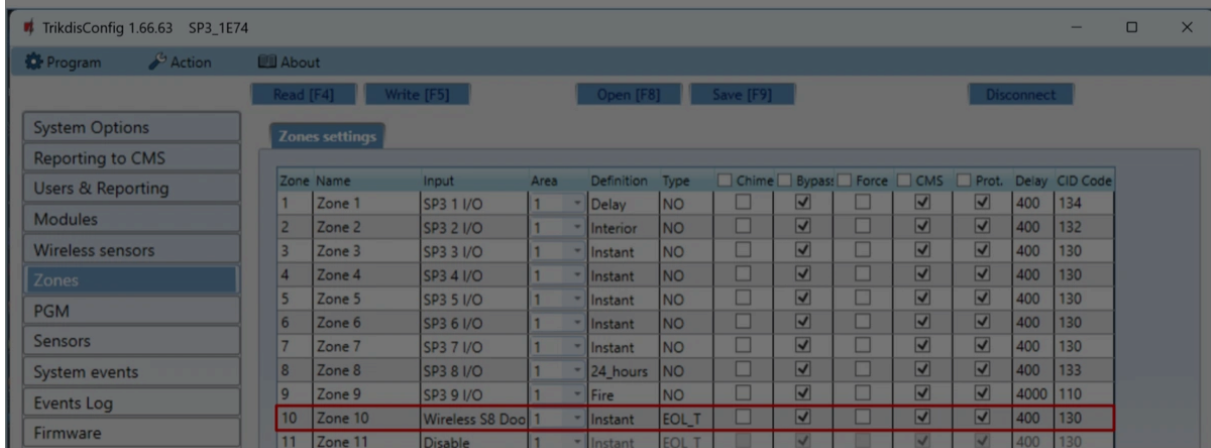 TrikdisConfig 1.66.63 SP3_1E74
Program Action About
Read [F4] Write [F5] Open [F8] Save [F9] Disconnect
System Options
Reporting to CMS
Users & Reporting
Modules
Wireless sensors
Zones
PGM
Sensors
System events
Events Log
Firmware
Zones settings
Zone Name Input Area Definition Type Chime Bypass Force CMS Prot. Delay CID Code
1 Zone 1 SP3 1 I/O 1 Delay NO 400 134
2 Zone 2 SP3 2 I/O 1 Interior NO 400 132
3 Zone 3 SP3 3 I/O 1 Instant NO 400 130
4 Zone 4 SP3 4 I/O 1 Instant NO 400 130
5 Zone 5 SP3 5 I/O 1 Instant NO 400 130
6 Zone 6 SP3 6 I/O 1 Instant NO 400 130
7 Zone 7 SP3 7 I/O 1 Instant NO 400 130
8 Zone 8 SP3 8 I/O 1 24_hours NO 400 133
9 Zone 9 SP3 9 I/O 1 Fire NO 4000 110
10 Zone 10 Wireless S8 Doo 1 Instant EOL_T 400 130
11 Zone 11 Disable 1 Instant EOL_T 400 130